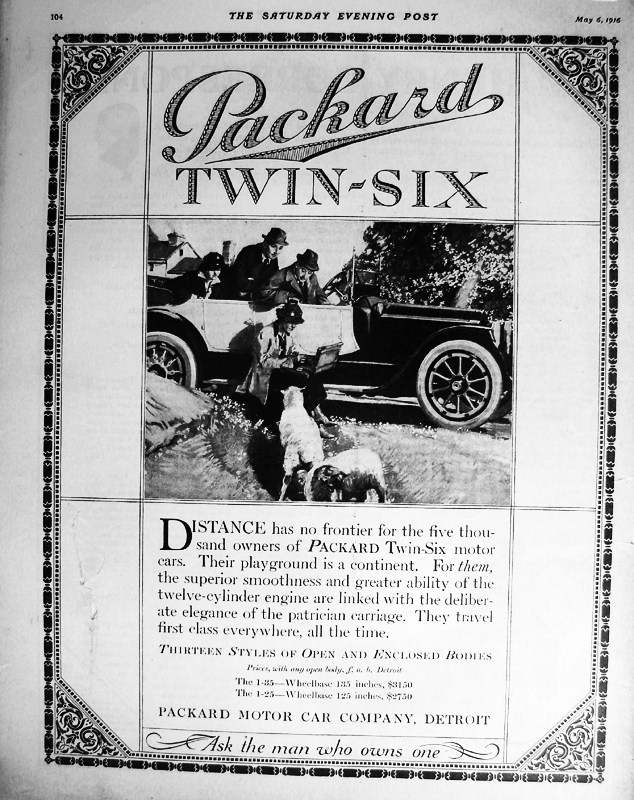 104
THE SATURDAY EVENING POST
May 6, 1916
Packard
TWIN-SIX
DISTANCE has no frontier for the five thou-
sand owners of PACKARD Twin-Six motor
cars. Their playground is a continent. For them,
the superior smoothness and greater ability of the
twelve-cylinder engine are linked with the deliber-
ate elegance of the patrician carriage. They travel
first class everywhere, all the time.
THIRTEEN STYLES OF OPEN AND ENCLOSED BODIES
Prices, with any open body, f. o. b. Detroit
The 1-35—Wheelbase 135 inches, $3150
The 1-25—Wheelbase 125 inches, $2750
PACKARD MOTOR CAR COMPANY, DETROIT
Ask the man who owns one